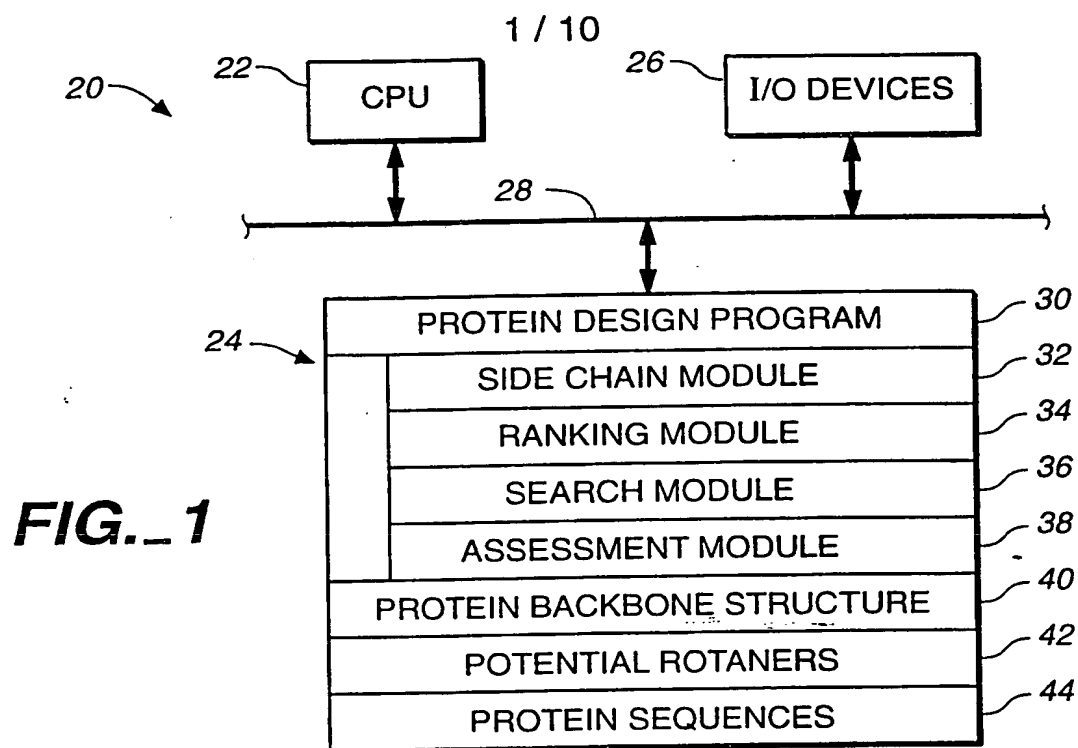 1 / 10
22
CPU
26
I/O DEVICES
20
28
PROTEIN DESIGN PROGRAM
30
24
SIDE CHAIN MODULE
32
RANKING MODULE
34
SEARCH MODULE
36
FIG._1
ASSESSMENT MODULE
38
PROTEIN BACKBONE STRUCTURE
40
POTENTIAL ROTANERS
42
PROTEIN SEQUENCES
44